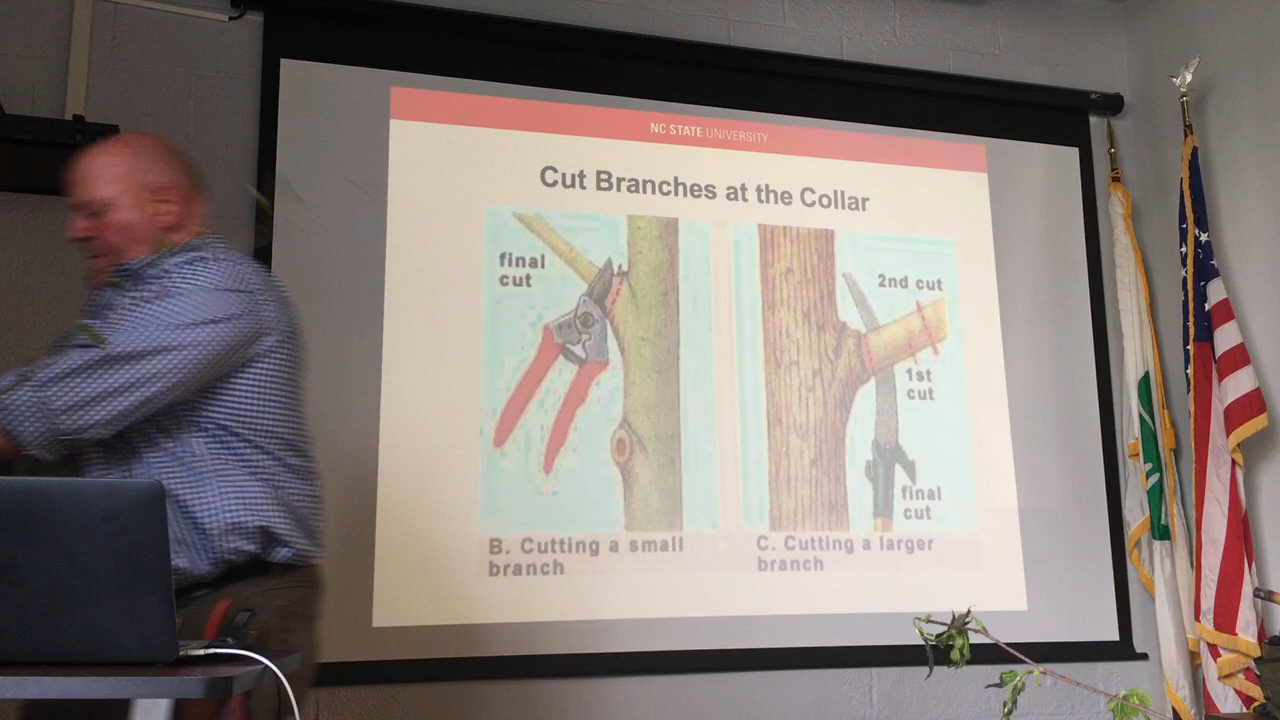 NC STATE UNIVERSITY
Cut Branches at the Collar
final
cut
2nd cut
1st
cut
final
cut
B. Cutting a small
branch
C. Cutting a larger
branch